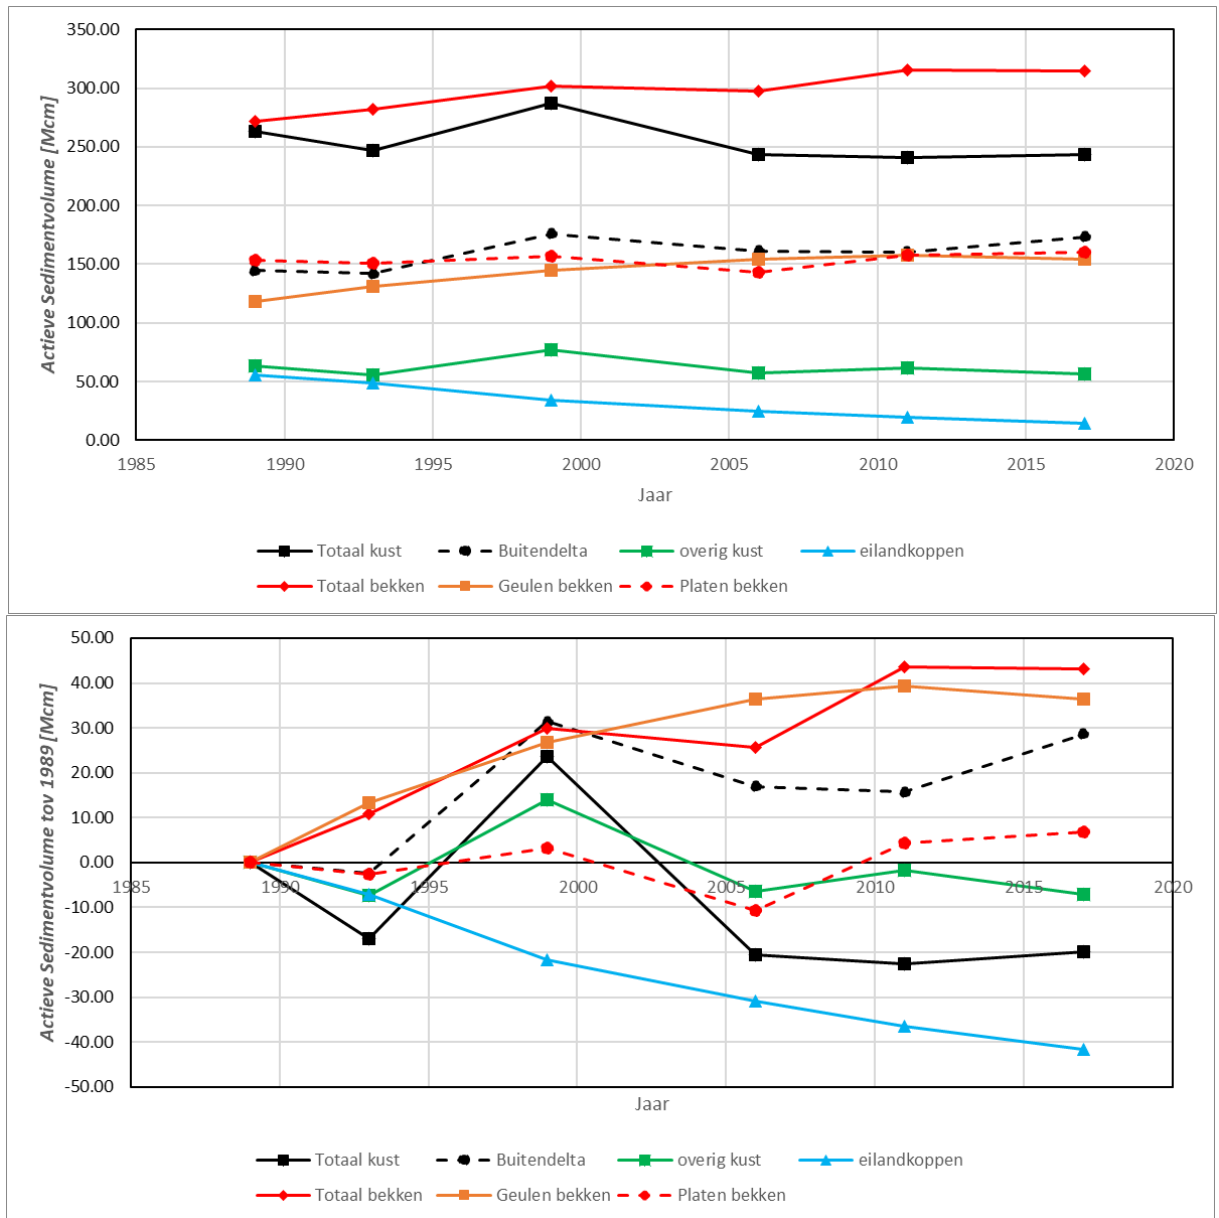 350.00
300.00
250.00
200.00
150.00
100.00
50.00
0.00
Actieve Sedimentvolume [Mcm]
1985 1990 1995 2000 2005 2010 2015 2020
Jaar
Totaal kust Buitendelta overig kust eilandkoppen
Totaal bekken Geulen bekken Platen bekken
50.00
40.00
30.00
20.00
10.00
0.00
-10.00
-20.00
-30.00
-40.00
-50.00
Actieve Sedimentvolume tov 1989 [Mcm]
1985 1990 1995 2000 2005 2010 2015 2020
Jaar
Totaal kust Buitendelta overig kust eilandkoppen
Totaal bekken Geulen bekken Platen bekken